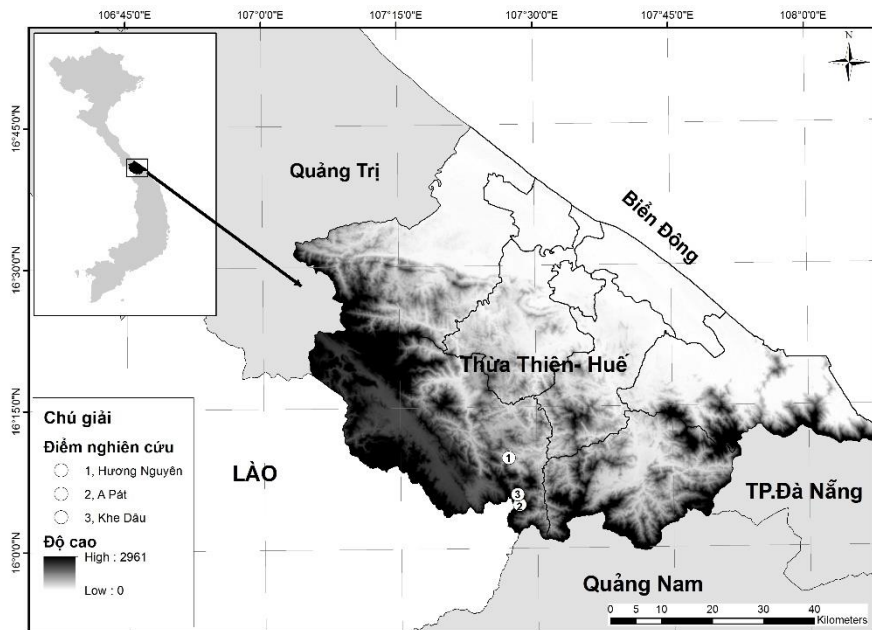 106°45'0"E 107°0'0"E 107°15'0"E 107°30'0"E 107°45'0"E 108°0'0"E
N
16°45'0"N
16°30'0"N
16°15'0"N
16°0'0"N
Quảng Trị
Biển Đông
Thừa Thiên- Huế
LÀO
TP.Đà Nẵng
Quảng Nam
1
3
2
Chú giải
Điểm nghiên cứu
1, Hương Nguyên
2, A Pát
3, Khe Dâu
Độ cao
High : 2961
Low : 0
0 5 10 20 30 40
Kilometers